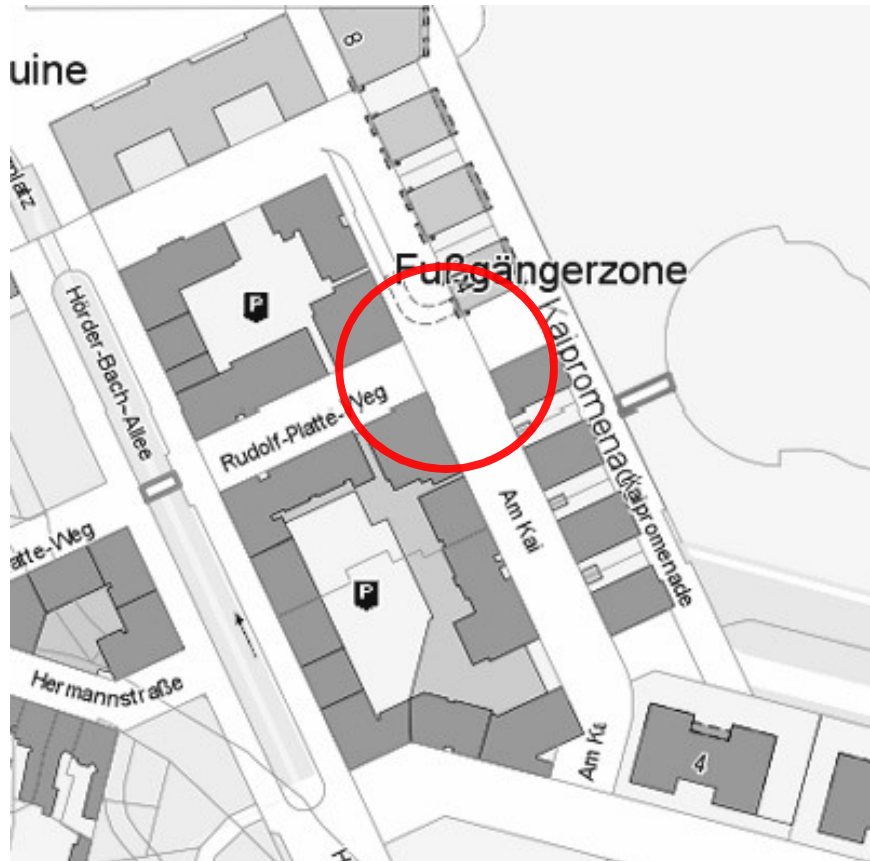 8
uine
platz
Fußgängerzone
Hörder-Bach-Allee
P
Kaipromenade
Rudolf-Platte-Weg
Am Kai
Kaipromenade
atte-Weg
P
Hermannstraße
Am Ka
4
H